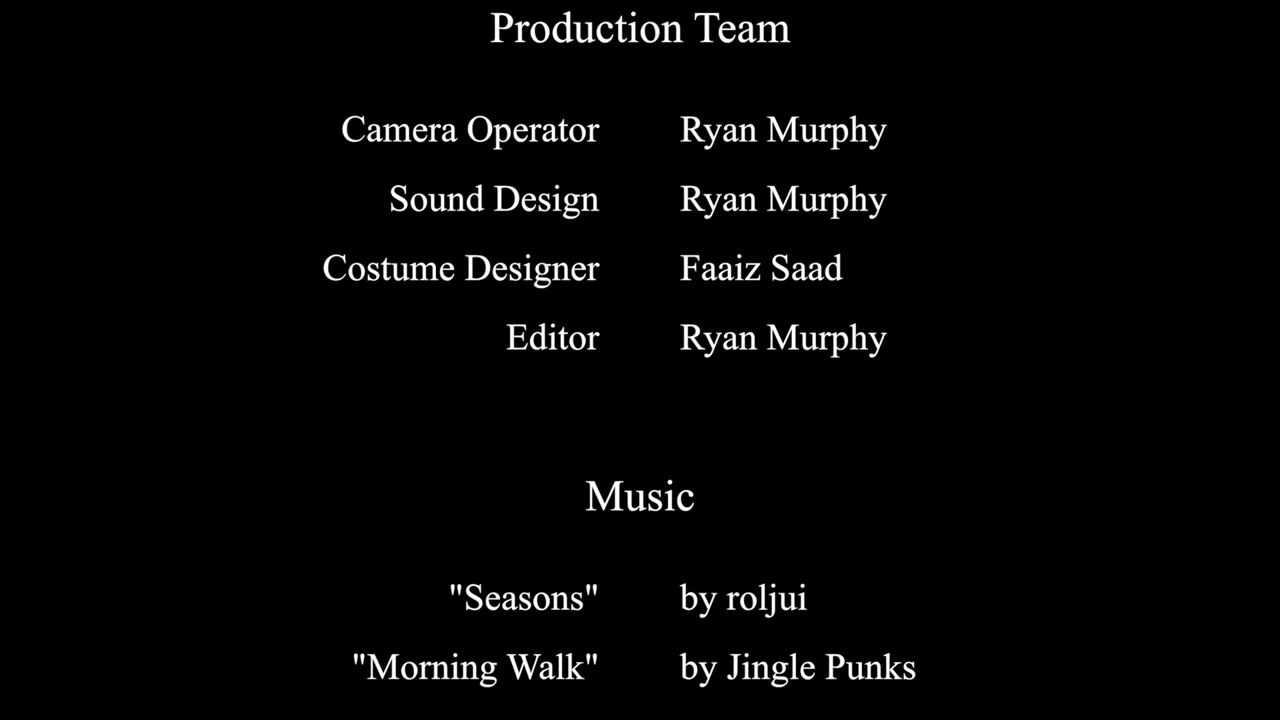 Production Team
Camera Operator Ryan Murphy
Sound Design Ryan Murphy
Costume Designer Faaiz Saad
Editor Ryan Murphy
Music
"Seasons" by roljui
"Morning Walk" by Jingle Punks